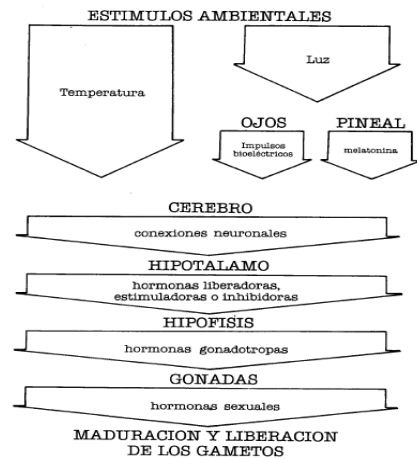 ESTIMULOS AMBIENTALES
Temperatura
Luz
OJOS
PINEAL
Impulsos
bioeléctricos
melatonina
CEREBRO
conexiones neuronales
HIPOTALAMO
hormonas liberadoras,
estimuladoras o inhibidoras
HIPOFISIS
hormonas gonadotropas
GONADAS
hormonas sexuales
MADURACION Y LIBERACION
DE LOS GAMETOS